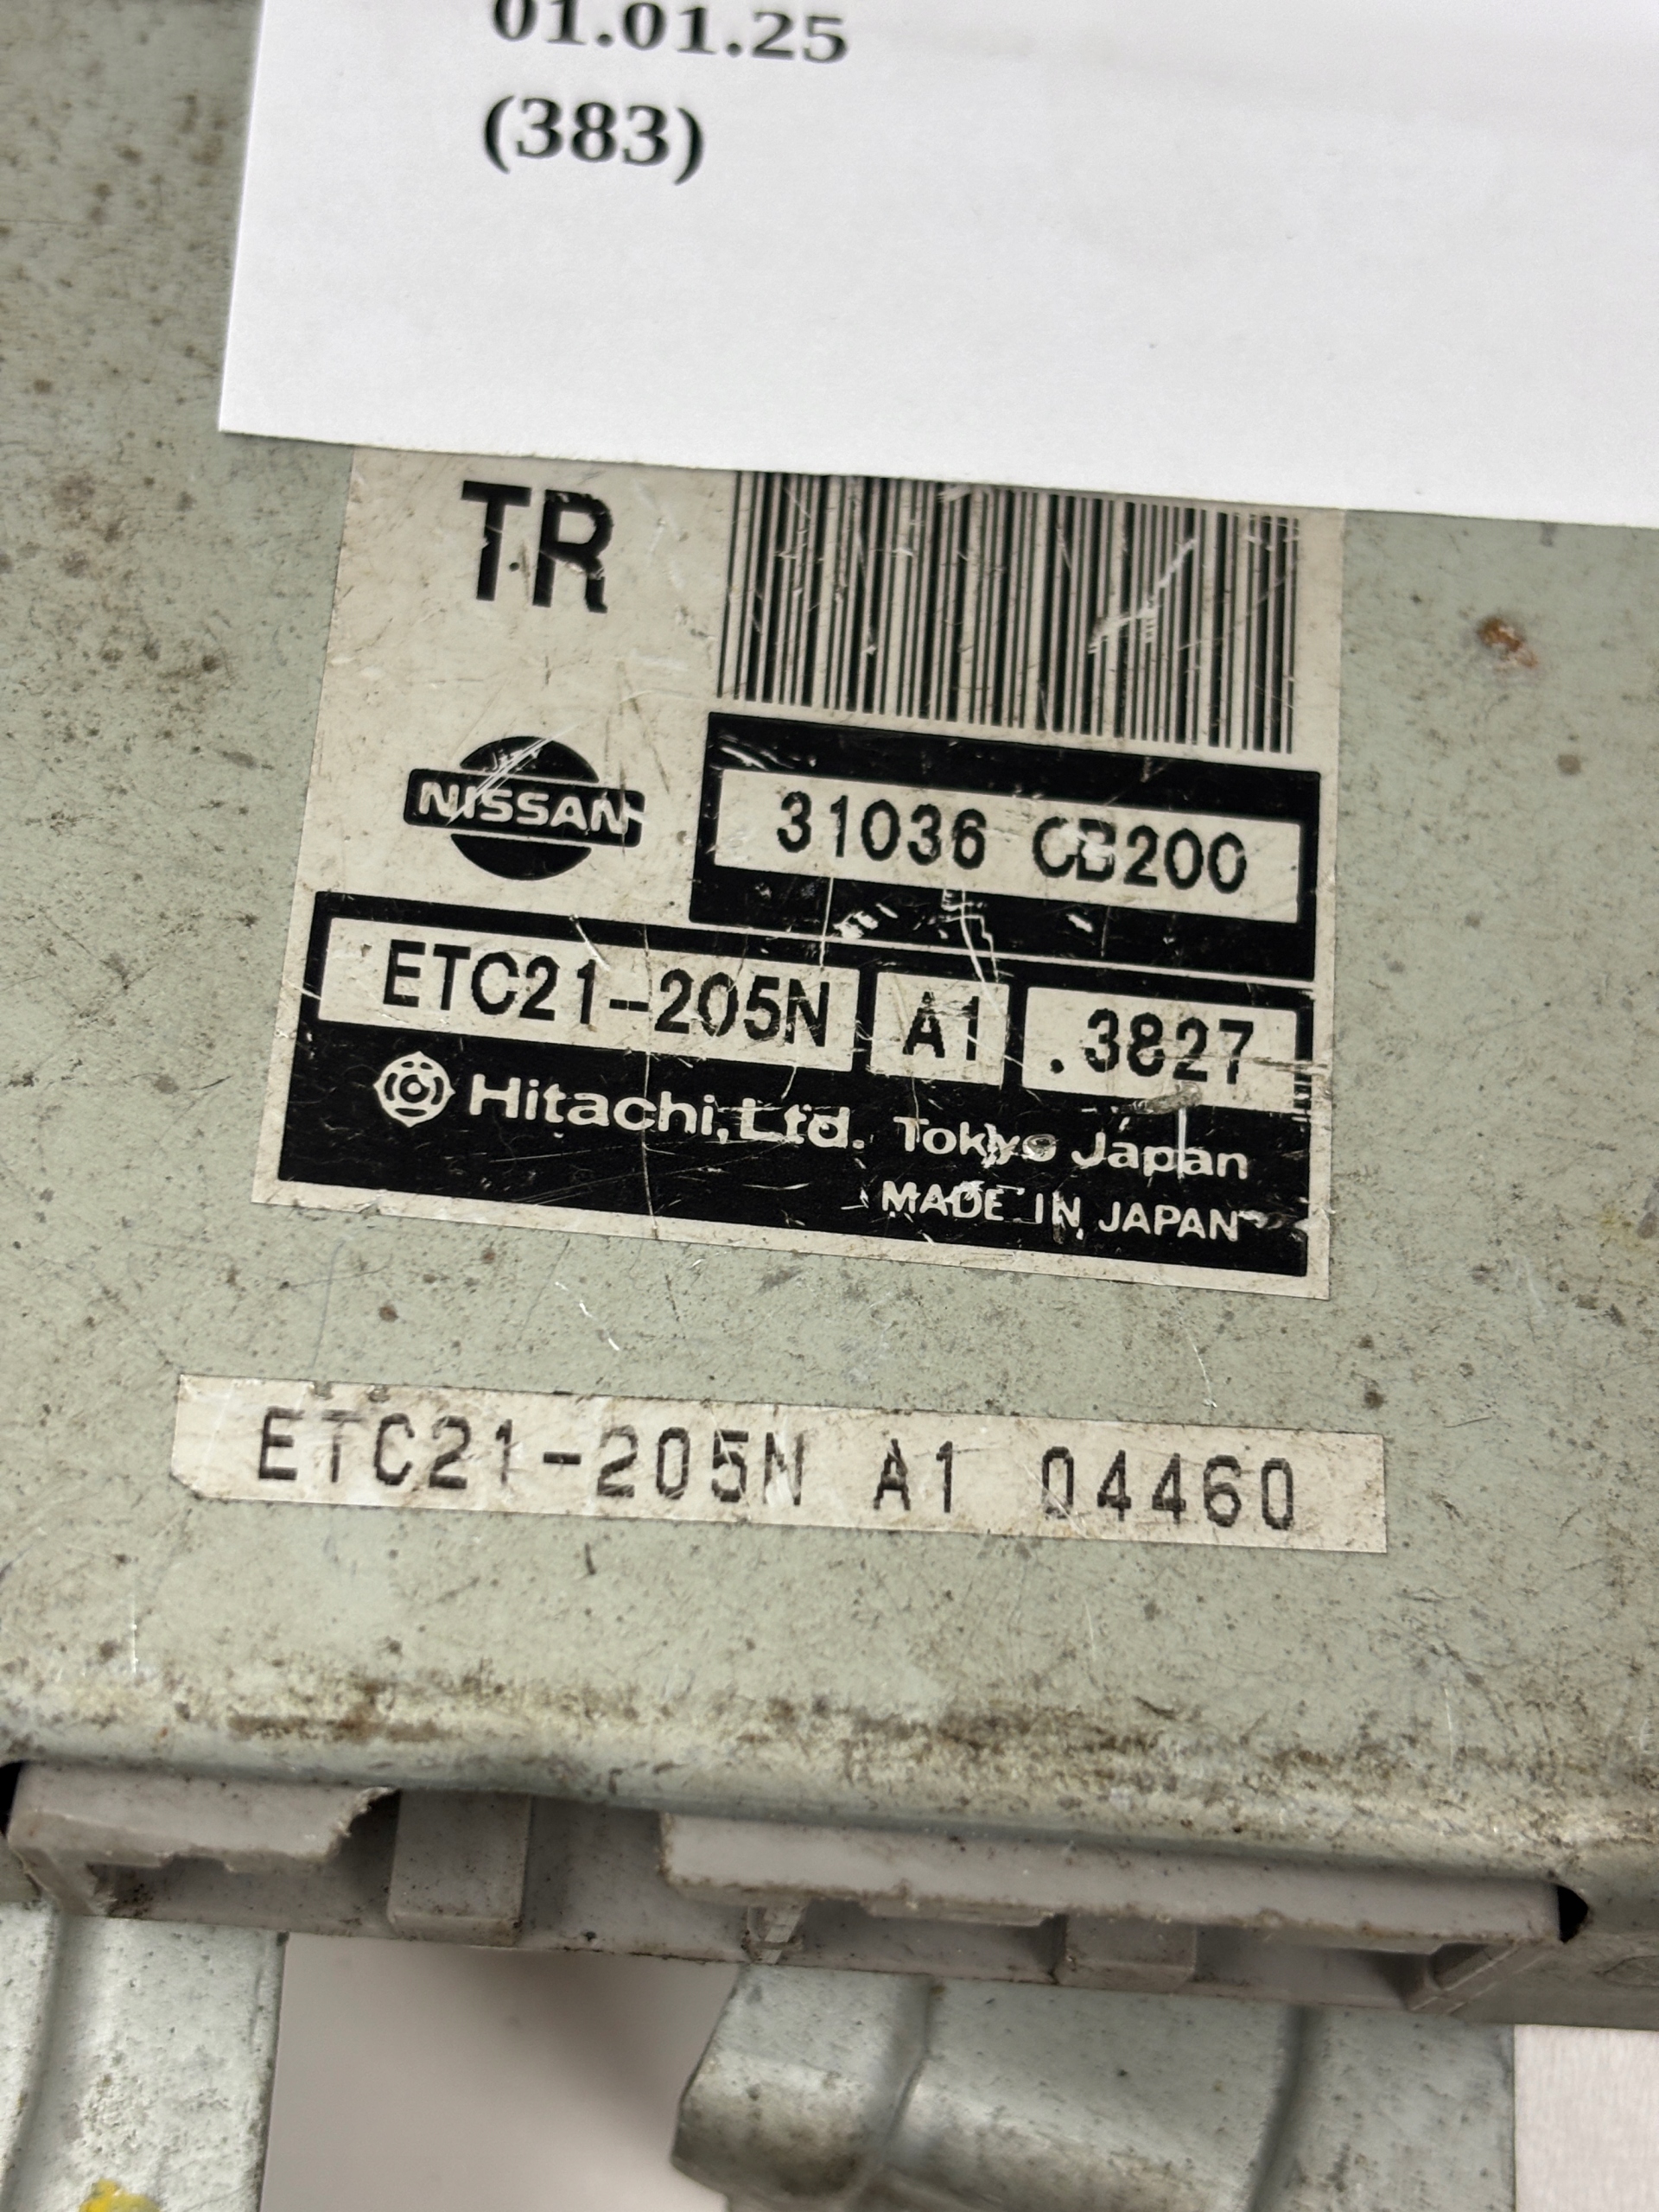 01.01.25
(383)
TR
NISSAN
31036 CB200
ETC21-205N A1 .3827
Hitachi, Ltd. Tokyo Japan
MADE IN JAPAN
ETC21-205N A1 04460